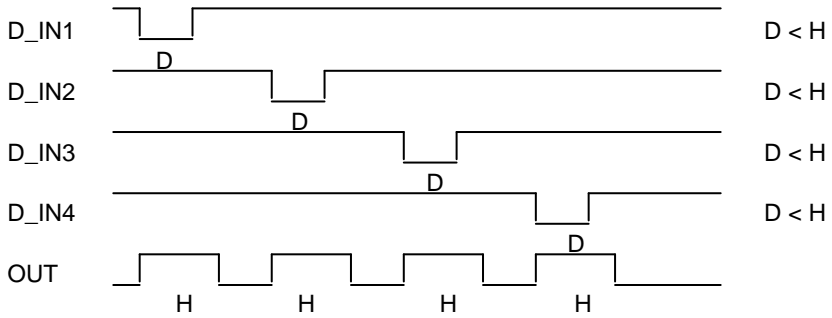 D_IN1 D < H
D
D_IN2 D < H
D
D_IN3 D < H
D
D_IN4 D < H
D
OUT
H H H H